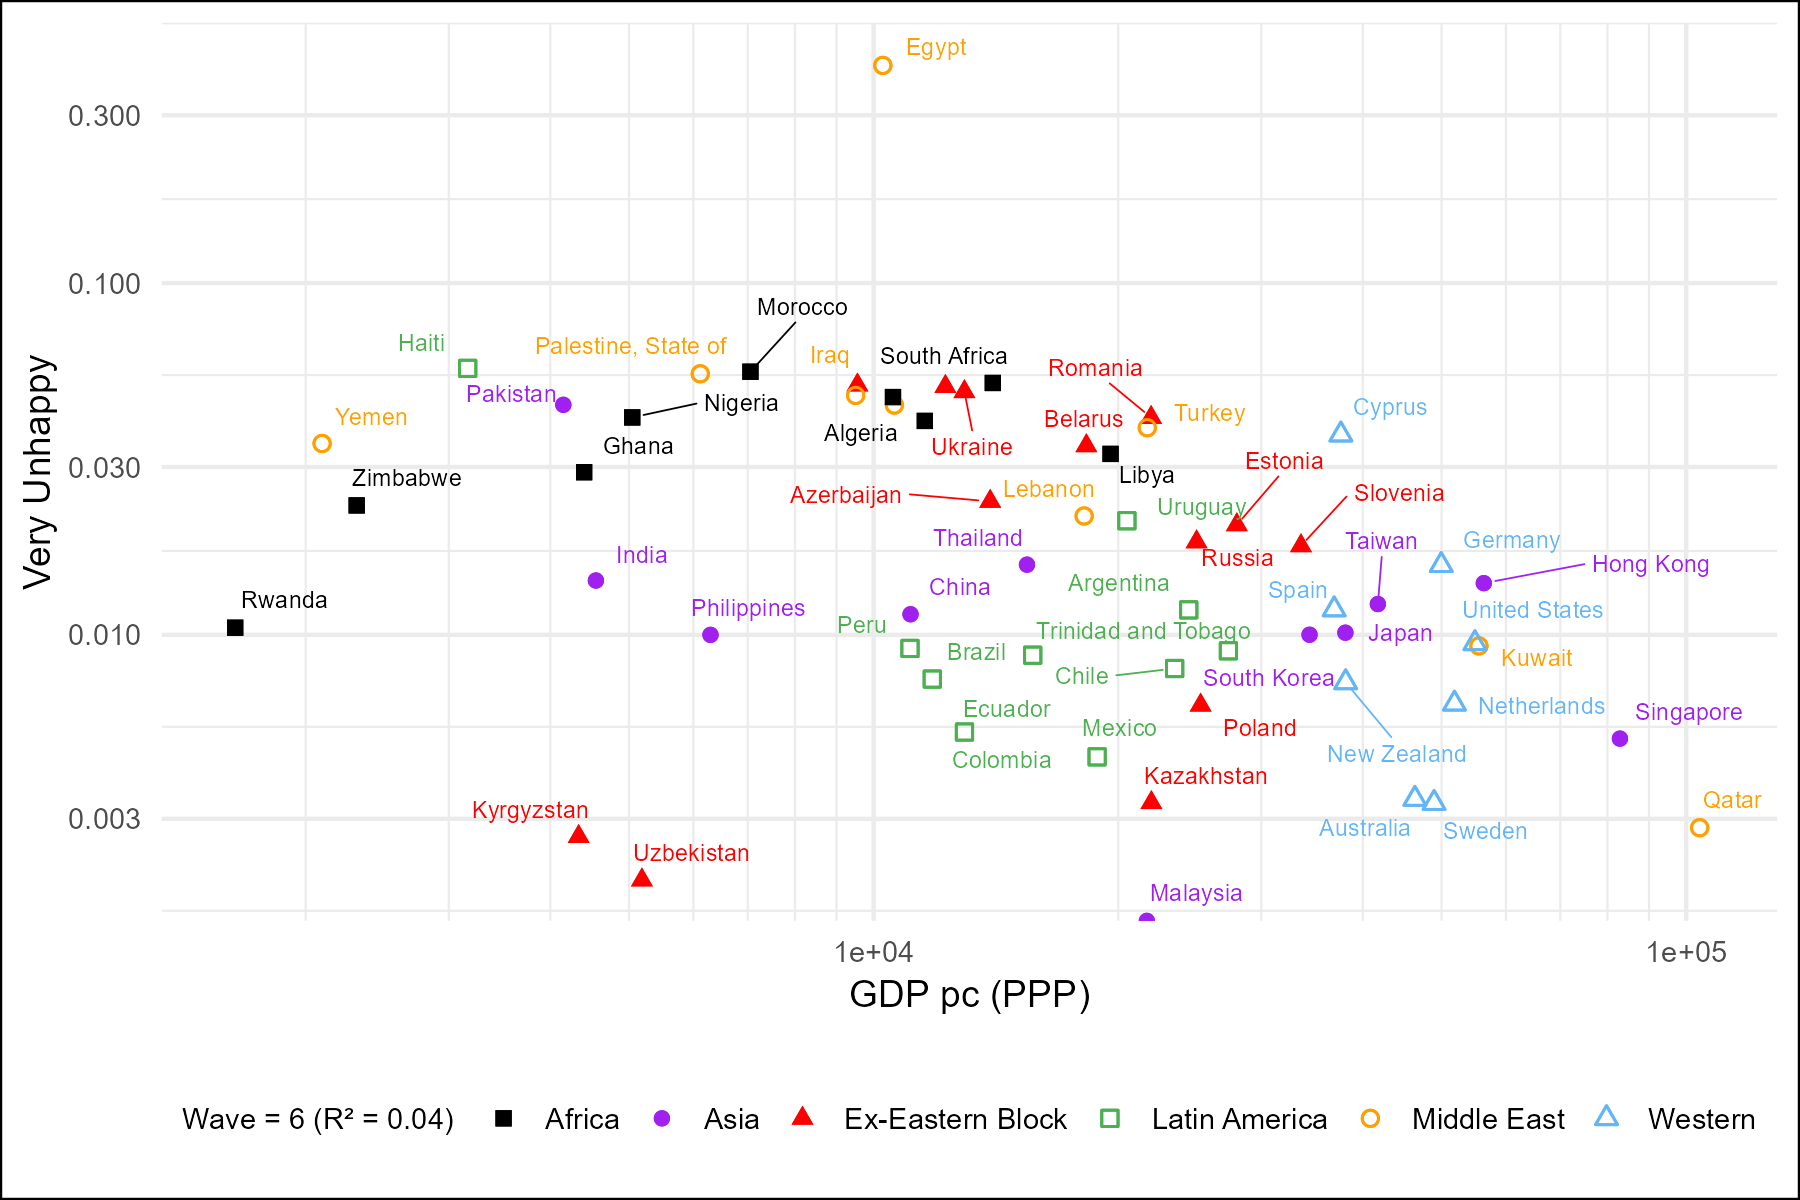 Egypt
0.300
0.100
Morocco
Haiti
Palestine, State of
Iraq
South Africa
Romania
Pakistan
Nigeria
Yemen
Turkey
Cyprus
Belarus
Algeria
Ghana
Ukraine
0.030
Zimbabwe
Libya
Estonia
Azerbaijan
Lebanon
Slovenia
Uruguay
Thailand
Taiwan
Germany
India
Russia
Hong Kong
China
Argentina
Spain
Rwanda
Philippines
United States
0.010
Peru
Trinidad and Tobago
Japan
Brazil
Kuwait
Chile
South Korea
Ecuador
Netherlands
Singapore
Mexico
Poland
Colombia
New Zealand
Kazakhstan
Kyrgyzstan
Qatar
0.003
Australia
Sweden
Uzbekistan
Malaysia
Very Unhappy
1e+04
1e+05
GDP pc (PPP)
Wave = 6 (R² = 0.04) Africa Asia Ex-Eastern Block Latin America Middle East Western